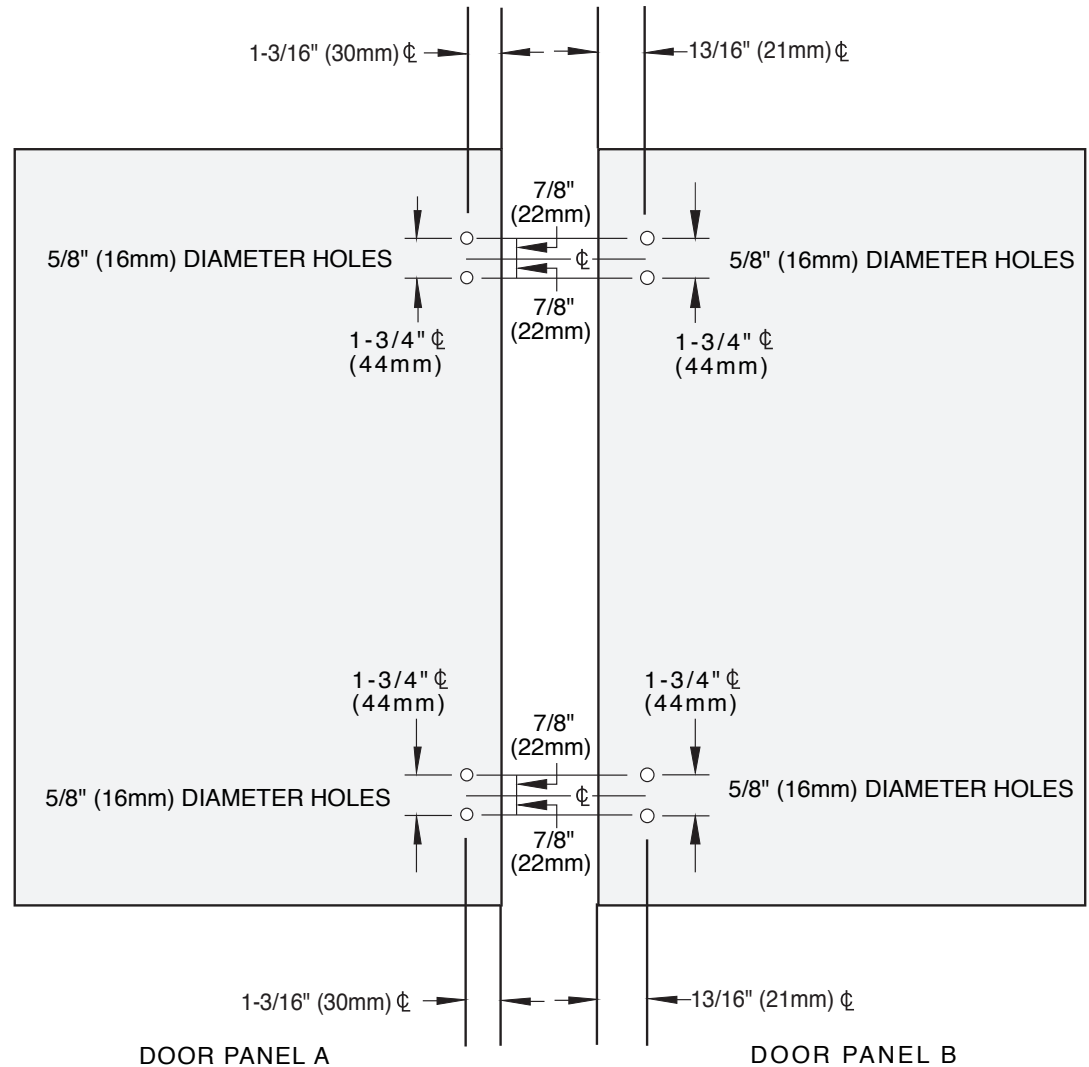 1-3/16" (30mm) ℄
13/16" (21mm) ℄
7/8"
(22mm)
5/8" (16mm) DIAMETER HOLES
℄
5/8" (16mm) DIAMETER HOLES
7/8"
(22mm)
1-3/4" ℄
(44mm)
1-3/4" ℄
(44mm)
1-3/4" ℄
(44mm)
1-3/4" ℄
(44mm)
7/8"
(22mm)
5/8" (16mm) DIAMETER HOLES
℄
5/8" (16mm) DIAMETER HOLES
7/8"
(22mm)
1-3/16" (30mm) ℄
13/16" (21mm) ℄
DOOR PANEL A
DOOR PANEL B